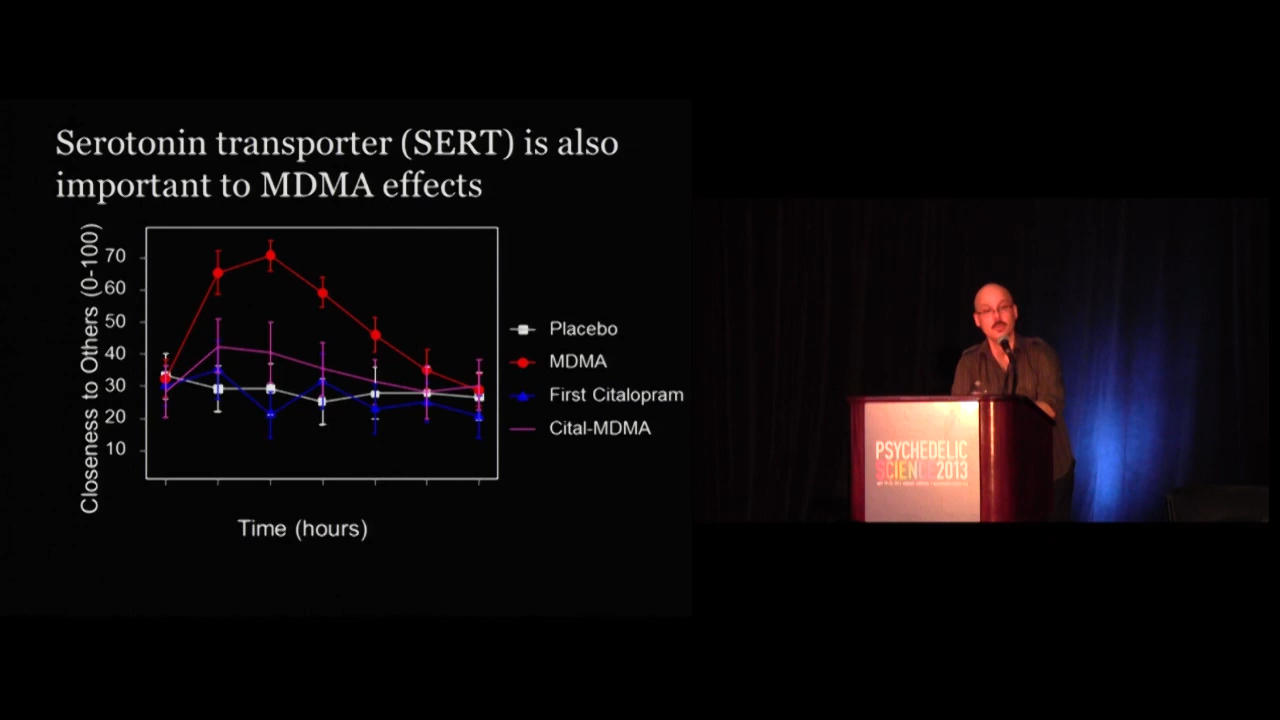 Serotonin transporter (SERT) is also
important to MDMA effects
Closeness to Others (0-100)
70
60
50
40
30
20
10
Time (hours)
Placebo
MDMA
First Citalopram
Cital-MDMA
PSYCHEDELIC
SCIENCE 2013